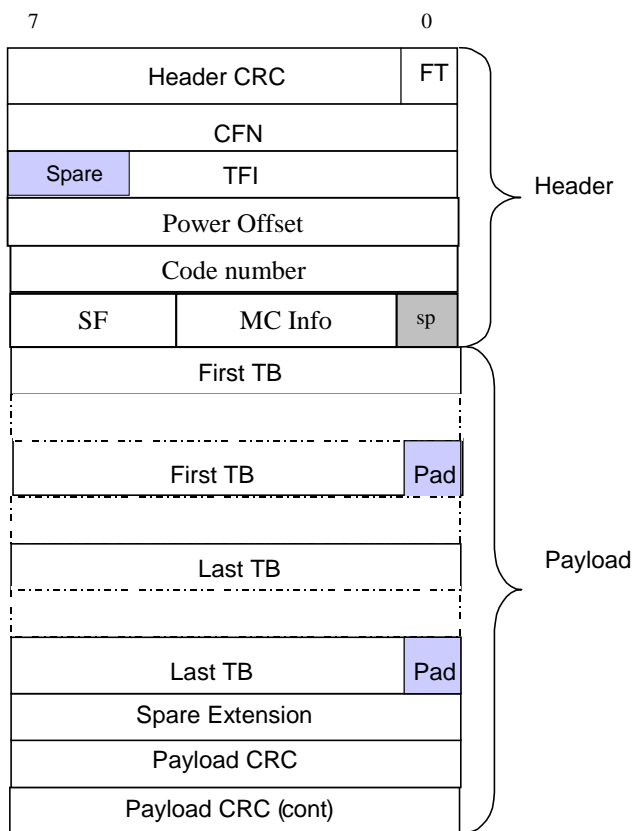 7 0
Header CRC FT
CFN
Spare TFI
Header
Power Offset
Code number
SF MC Info sp
First TB
First TB Pad
Last TB
Payload
Last TB Pad
Spare Extension
Payload CRC
Payload CRC (cont)